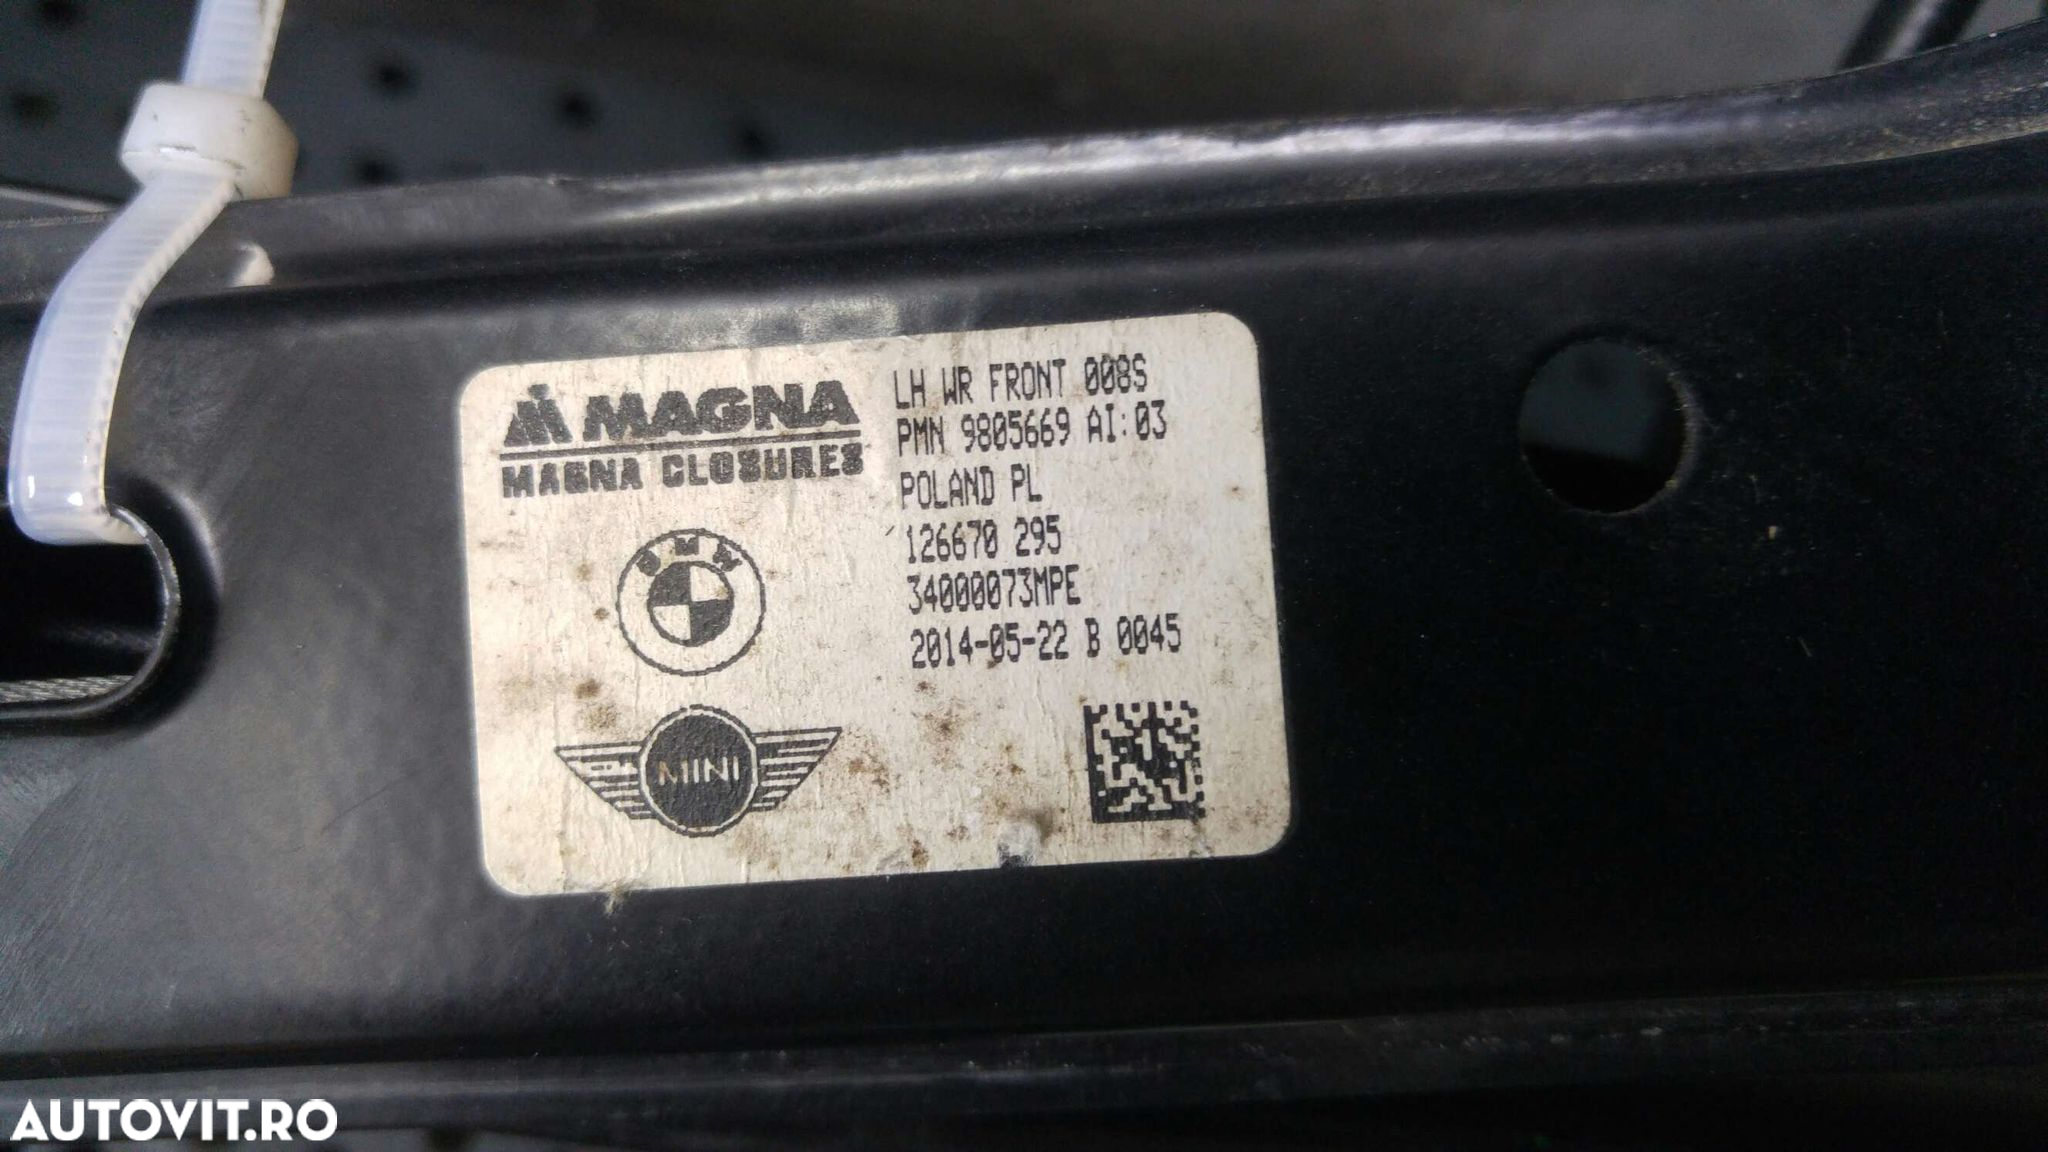 MAGNA
MAGNA CLOSURES
LH WR FRONT 008S
PMN 9805669 AI:03
POLAND PL
126670 295
34000073MPE
2014-05-22 B 0045
BMW
MINI
AUTOVIT.RO